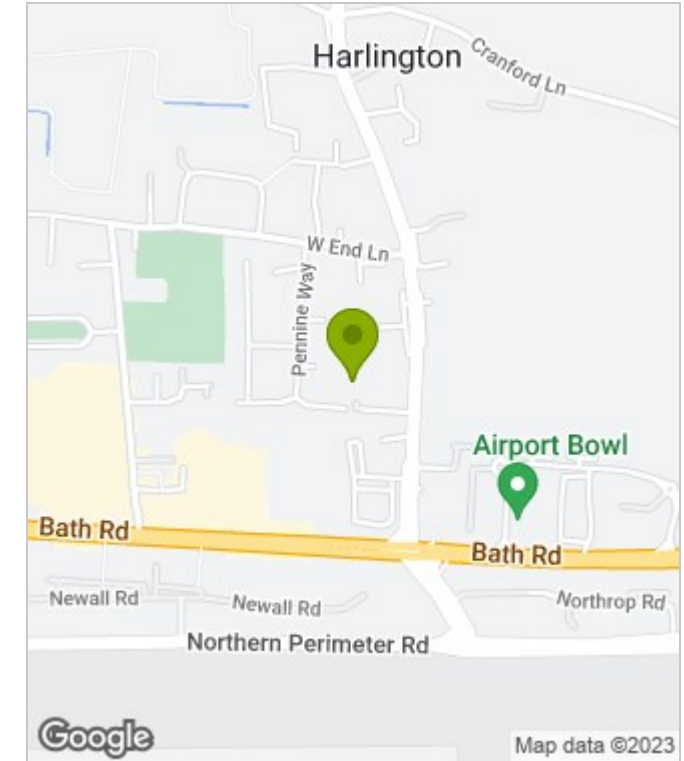 Harlington
Cranford Ln
W End Ln
Pennine Way
Airport Bowl
Bath Rd
Bath Rd
Newall Rd
Newall Rd
Northrop Rd
Northern Perimeter Rd
Google
Map data ©2023